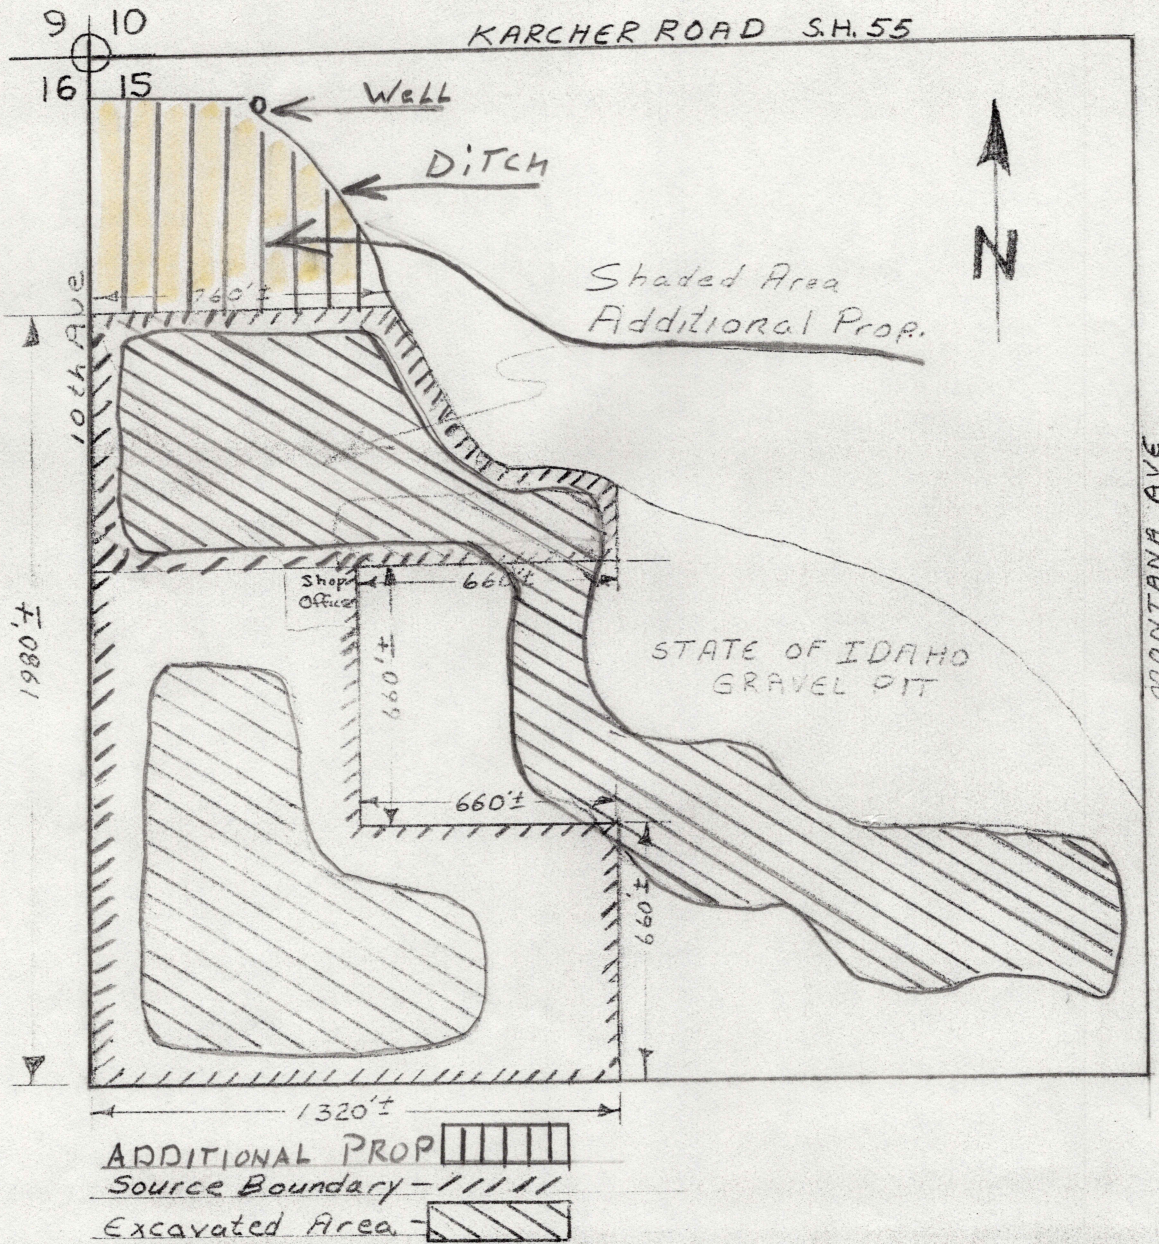 9 10
KARCHER ROAD S.H. 55
16 15
WeLL
DiTCH
N
Shaded Area
Additional Prop.
760'±
10th Ave
1980'±
Shop
Office
660'±
660'±
STATE OF IDAHO
GRAVEL PIT
MONTANA AVE
660'±
660'±
1320'±
ADDITIONAL PROP
Source Boundary
Excavated Area